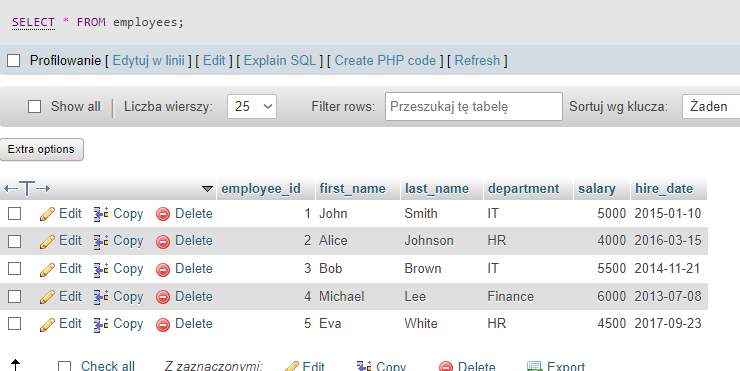 SELECT * FROM employees;
Profilowanie [ Edytuj w linii ] [ Edit ] [ Explain SQL ] [ Create PHP code ] [ Refresh ]
Show all Liczba wierszy: 25 Filter rows: Przeszukaj tę tabelę Sortuj wg klucza: Żaden
Extra options
employee_id first_name last_name department salary hire_date
Edit Copy Delete 1 John Smith IT 5000 2015-01-10
Edit Copy Delete 2 Alice Johnson HR 4000 2016-03-15
Edit Copy Delete 3 Bob Brown IT 5500 2014-11-21
Edit Copy Delete 4 Michael Lee Finance 6000 2013-07-08
Edit Copy Delete 5 Eva White HR 4500 2017-09-23
Check all Z zaznaczonymi: Edit Copy Delete Export